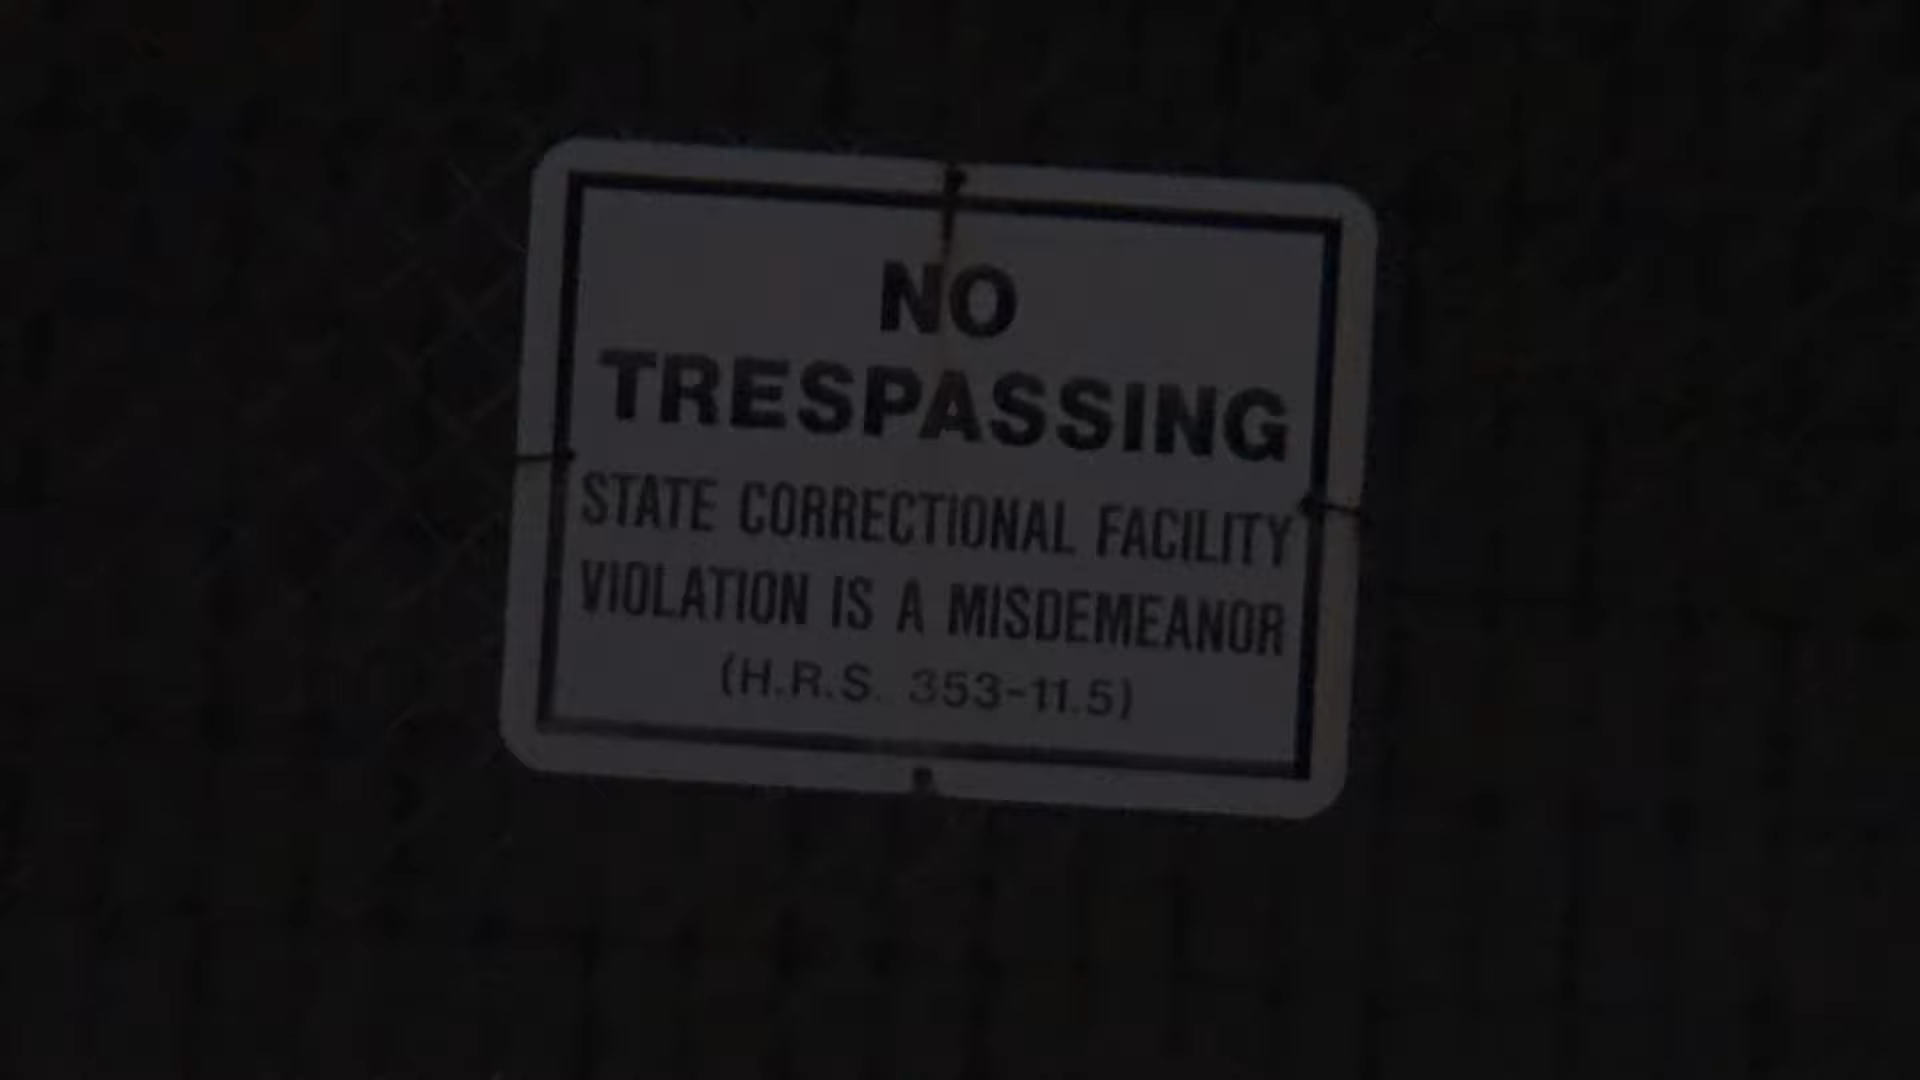 NO
TRESPASSING
STATE CORRECTIONAL FACILITY
VIOLATION IS A MISDEMEANOR
(H.R.S. 353-11.5)